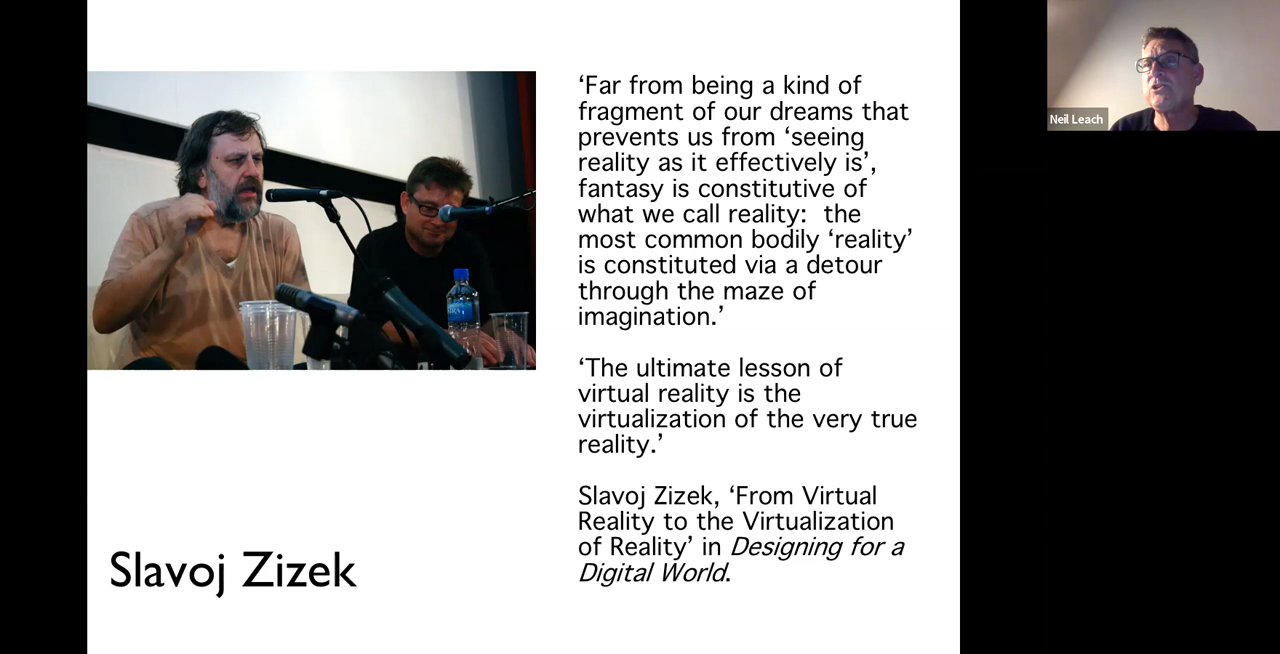 ‘Far from being a kind of
fragment of our dreams that
prevents us from ‘seeing
reality as it effectively is’,
fantasy is constitutive of
what we call reality:  the
most common bodily ‘reality’
is constituted via a detour
through the maze of
imagination.’
‘The ultimate lesson of
virtual reality is the
virtualization of the very true
reality.’
Slavoj Zizek, ‘From Virtual
Reality to the Virtualization
of Reality’ in Designing for a
Digital World.
Slavoj Zizek
Neil Leach